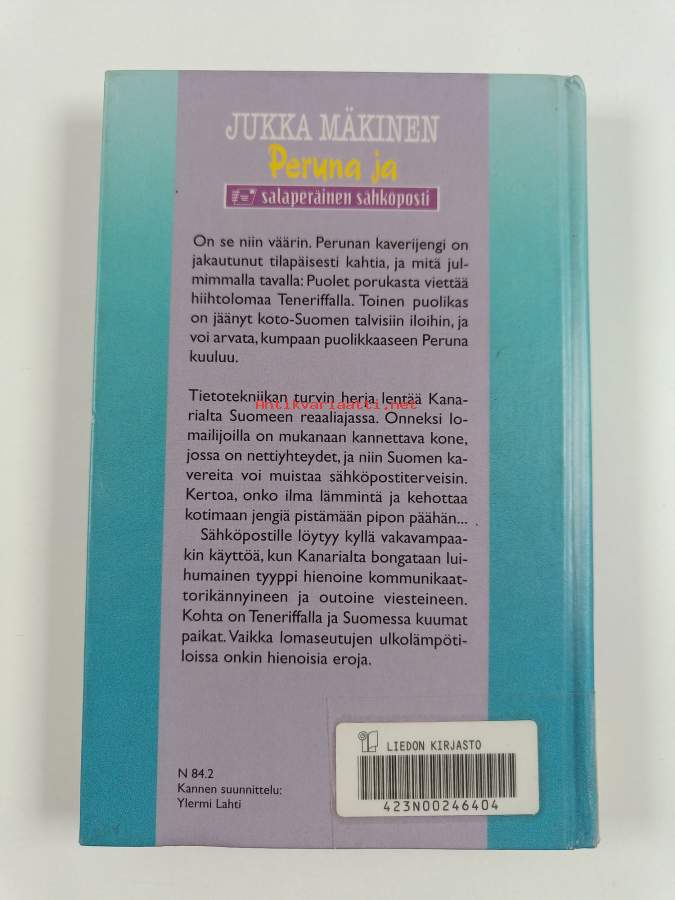 JUKKA MÄKINEN
Peruna ja
salaperäinen sähköposti
On se niin väärin. Perunan kaverijengi on
jakautunut tilapäisesti kahtia, ja mitä jul-
mimmalla tavalla: Puolet porukasta viettää
hiihtolomaa Teneriffalla. Toinen puolikas
on jäänyt koto-Suomen talvisiin iloihin, ja
voi arvata, kumpaan puolikkaaseen Peruna
kuuluu.
Tietotekniikan turvin herja lentää Kana-
rialta Suomeen reaaliajassa. Onneksi lo-
mailijoilla on mukanaan kannettava kone,
jossa on nettiyhteydet, ja niin Suomen ka-
vereita voi muistaa sähköpostiterveisin.
Kertoa, onko ilma lämmintä ja kehottaa
kotimaan jengiä pistämään pipon päähän...
Sähköpostille löytyy kyllä vakavampaa-
kin käyttöä, kun Kanarialta bongataan lui-
humainen tyyppi hienoine kommunikaat-
torikännyineen ja outoine viesteineen.
Kohta on Teneriffalla ja Suomessa kuumat
paikat. Vaikka lomaseutujen ulkolämpöti-
loissa onkin hienoisia eroja.
Antikvariaatti.net
N 84.2
Kannen suunnittelu:
Ylermi Lahti
LIEDON KIRJASTO
423N00246404